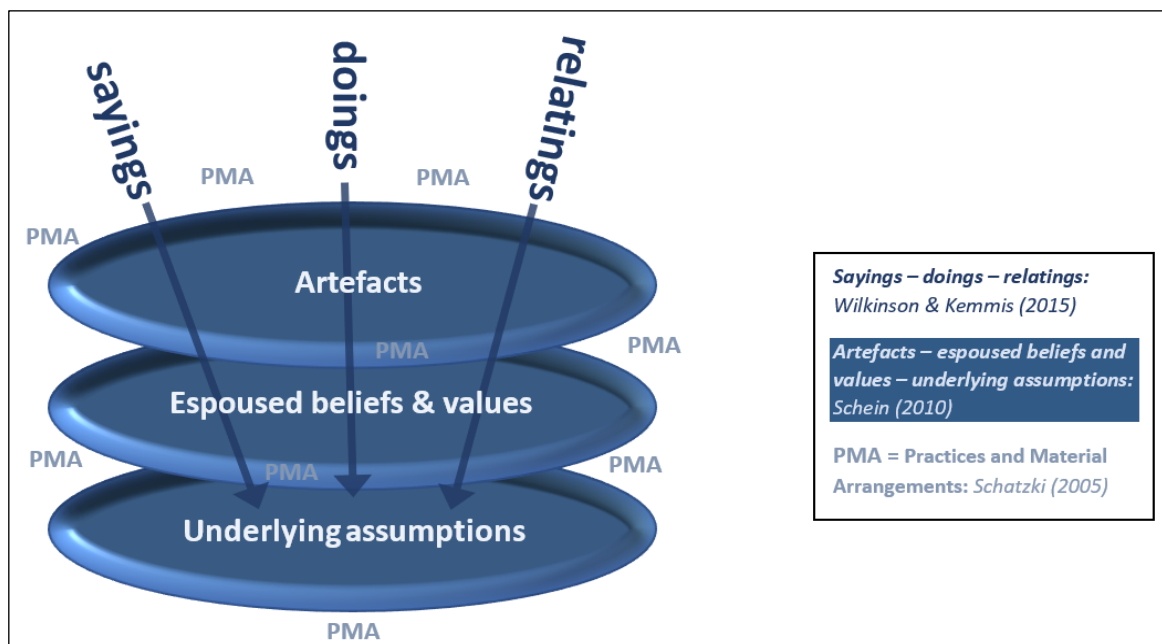 sayings
doings
relatings
PMA
PMA
PMA
Artefacts
PMA
PMA
Espoused beliefs & values
PMA
PMA
PMA
Underlying assumptions
PMA
Sayings – doings – relatings:
Wilkinson & Kemmis (2015)
Artefacts – espoused beliefs and
values – underlying assumptions:
Schein (2010)
PMA = Practices and Material
Arrangements: Schatzki (2005)